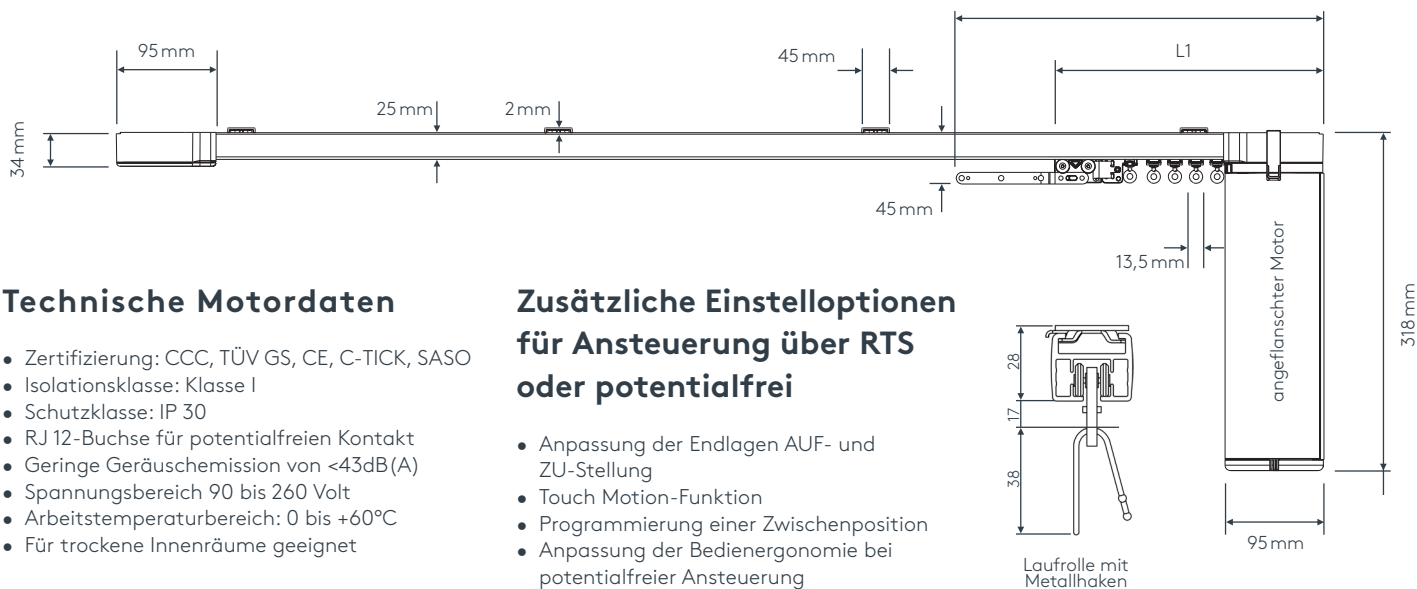 95 mm
45 mm
L1
25 mm
2 mm
34 mm
45 mm
13,5 mm
angeflanschter Motor
318 mm
95 mm
Technische Motordaten
• Zertifizierung: CCC, TÜV GS, CE, C-TICK, SASO
• Isolationsklasse: Klasse I
• Schutzklasse: IP 30
• RJ 12-Buchse für potentialfreien Kontakt
• Geringe Geräuschemission von <43dB(A)
• Spannungsbereich 90 bis 260 Volt
• Arbeitstemperaturbereich: 0 bis +60°C
• Für trockene Innenräume geeignet
Zusätzliche Einstelloptionen
für Ansteuerung über RTS
oder potentialfrei
• Anpassung der Endlagen AUF- und
ZU-Stellung
• Touch Motion-Funktion
• Programmierung einer Zwischenposition
• Anpassung der Bedienergonomie bei
potentialfreier Ansteuerung
28
17
38
Laufrolle mit
Metallhaken